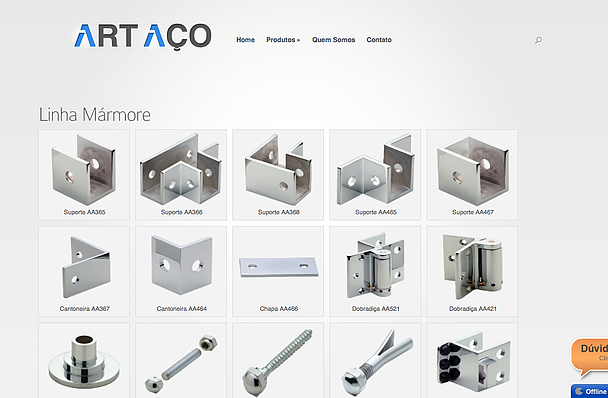 ART AÇO
Home Produtos » Quem Somos Contato
Linha Mármore
Suporte AA365 Suporte AA366 Suporte AA368 Suporte AA465 Suporte AA467
Cantoneira AA367 Cantoneira AA464 Chapa AA466 Dobradiça AA521 Dobradiça AA421
Dúvid
Cli
Offline